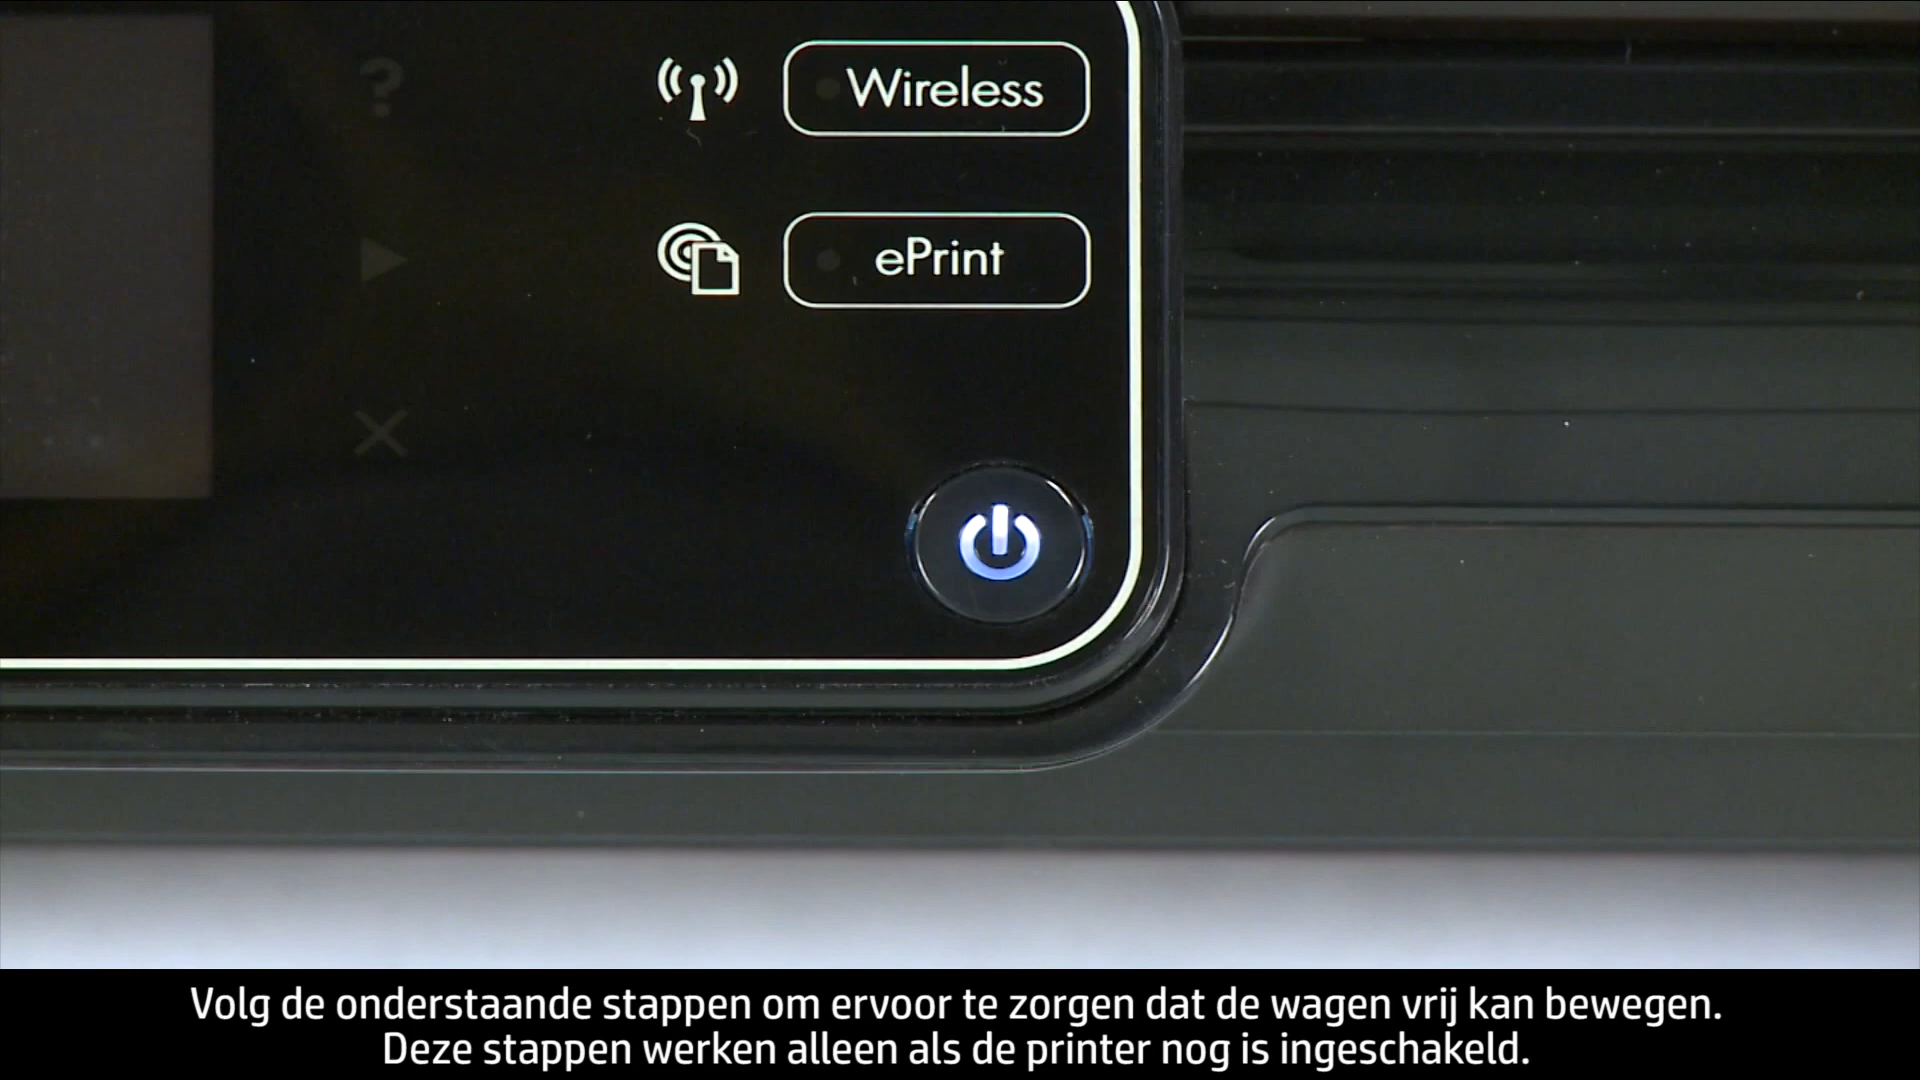 Wireless
ePrint
Volg de onderstaande stappen om ervoor te zorgen dat de wagen vrij kan bewegen.
Deze stappen werken alleen als de printer nog is ingeschakeld.